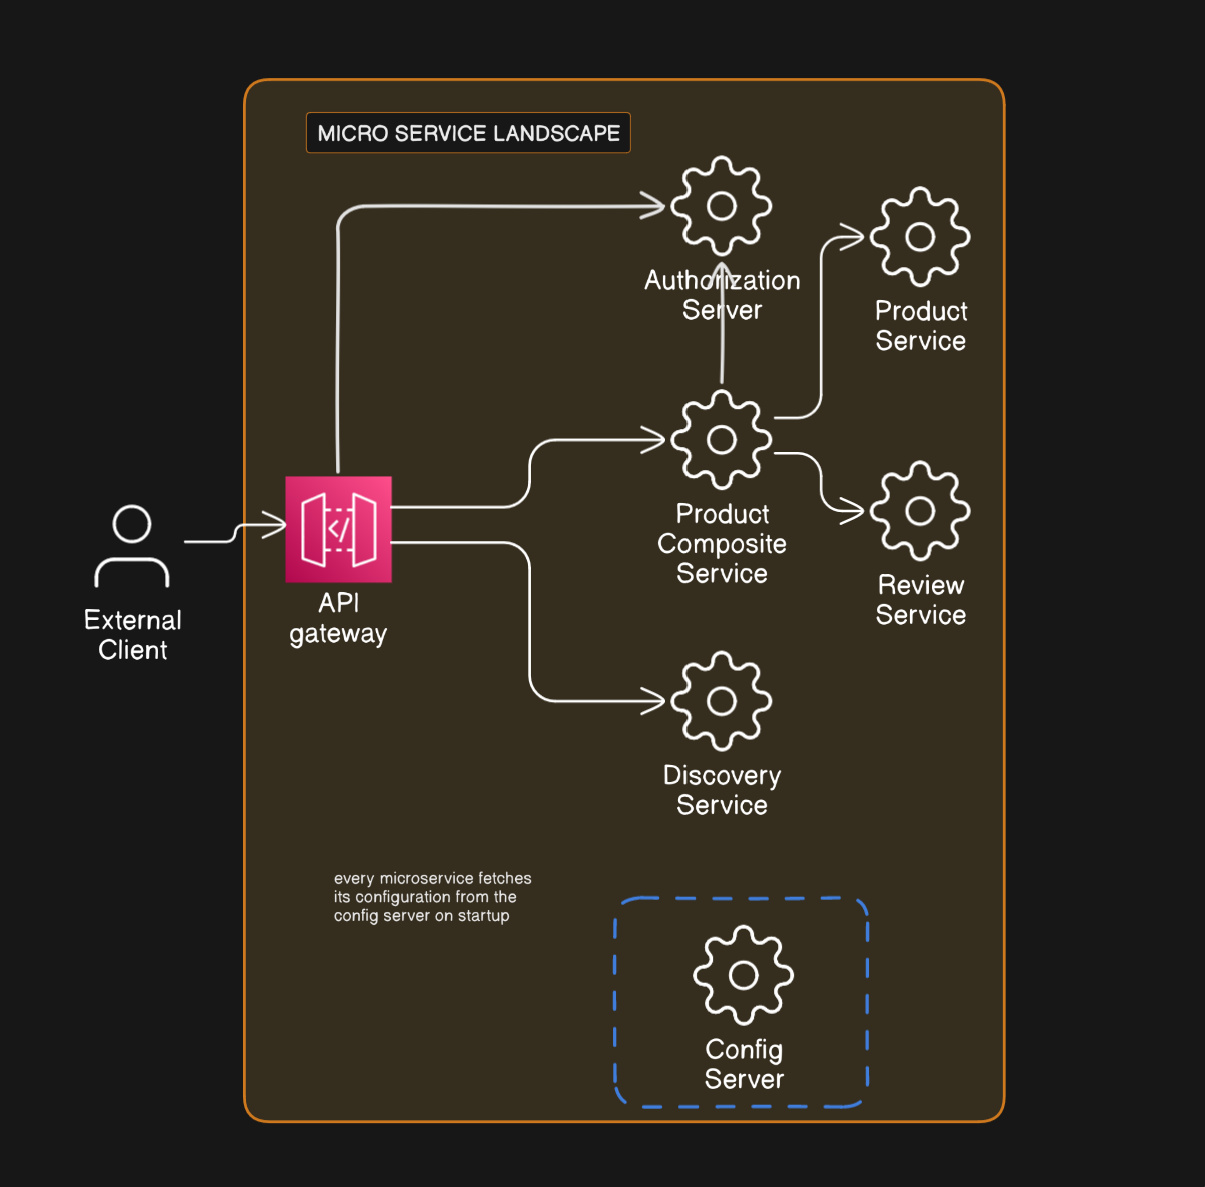 MICRO SERVICE LANDSCAPE
Authorization
Server
Product
Service
Product
Composite
Service
Review
Service
External
Client
API
gateway
Discovery
Service
every microservice fetches
its configuration from the
config server on startup
Config
Server